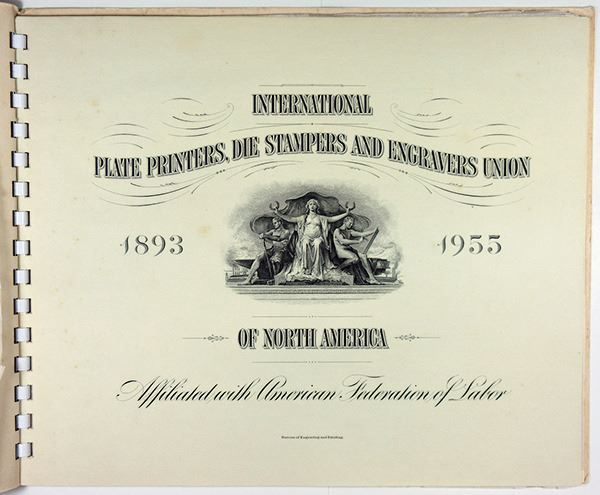 INTERNATIONAL
PLATE PRINTERS, DIE STAMPERS AND ENGRAVERS UNION
1893 1955
OF NORTH AMERICA
Affiliated with American Federation of Labor
Bureau of Engraving and Printing